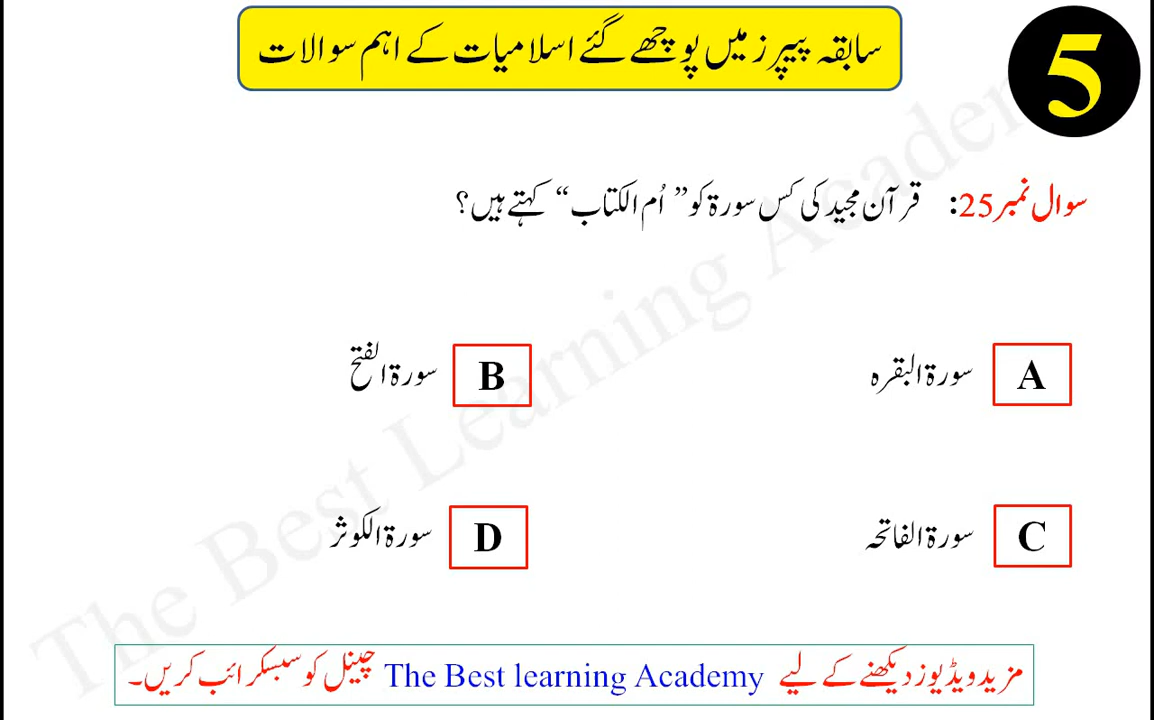 سابقہ پیپرز میں پوچھے گئے اسلامیات کے اہم سوالات
5
سوال نمبر 25: قرآن مجید کی کس سورۃ کو ”اُم الکتاب“ کہتے ہیں؟
A سورۃ البقرہ
B سورۃ الفتح
C سورۃ الفاتحہ
D سورۃ الکوثر
مزید ویڈیوز دیکھنے کے لیے The Best learning Academy چینل کو سبسکرائب کریں۔
The Best Learning Academy